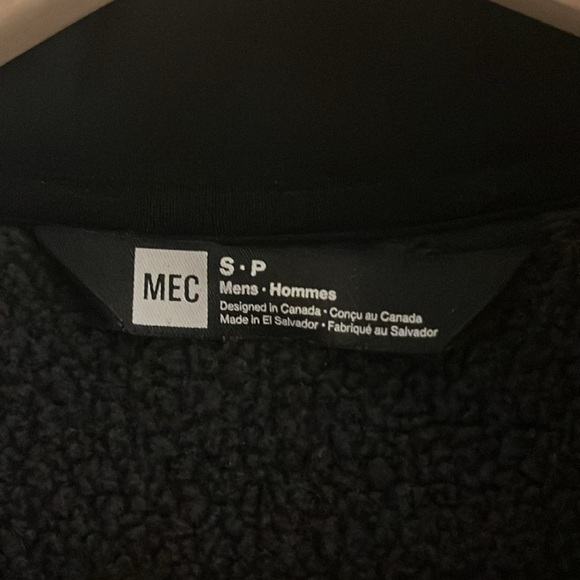 MEC
S · P
Mens · Hommes
Designed in Canada · Conçu au Canada
Made in El Salvador · Fabriqué au Salvador